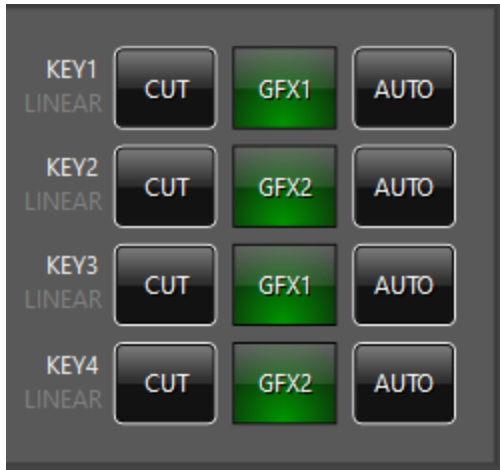 KEY1
LINEAR
CUT
GFX1
AUTO
KEY2
LINEAR
CUT
GFX2
AUTO
KEY3
LINEAR
CUT
GFX1
AUTO
KEY4
LINEAR
CUT
GFX2
AUTO